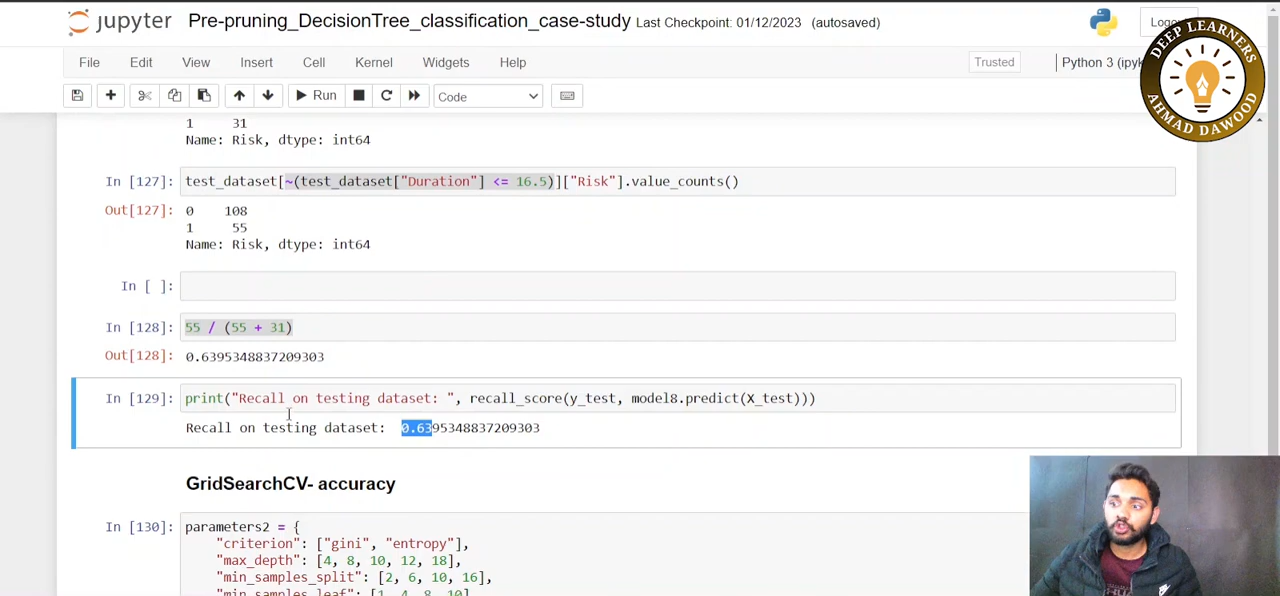 jupyter Pre-pruning_DecisionTree_classification_case-study Last Checkpoint: 01/12/2023 (autosaved)
DEEP LEARNERS
AHMAD DAWOOD
File Edit View Insert Cell Kernel Widgets Help Trusted Python 3 (ipyk
Run Code
1 31
Name: Risk, dtype: int64
In [127]: test_dataset[~(test_dataset["Duration"] <= 16.5)]["Risk"].value_counts()
Out[127]: 0 108
1 55
Name: Risk, dtype: int64
In [ ]:
In [128]: 55 / (55 + 31)
Out[128]: 0.6395348837209303
In [129]: print("Recall on testing dataset: ", recall_score(y_test, model8.predict(X_test)))
Recall on testing dataset: 0.6395348837209303
GridSearchCV- accuracy
In [130]: parameters2 = {
"criterion": ["gini", "entropy"],
"max_depth": [4, 8, 10, 12, 18],
"min_samples_split": [2, 6, 10, 16],
"min_samples_leaf": [1, 4, 8, 10]